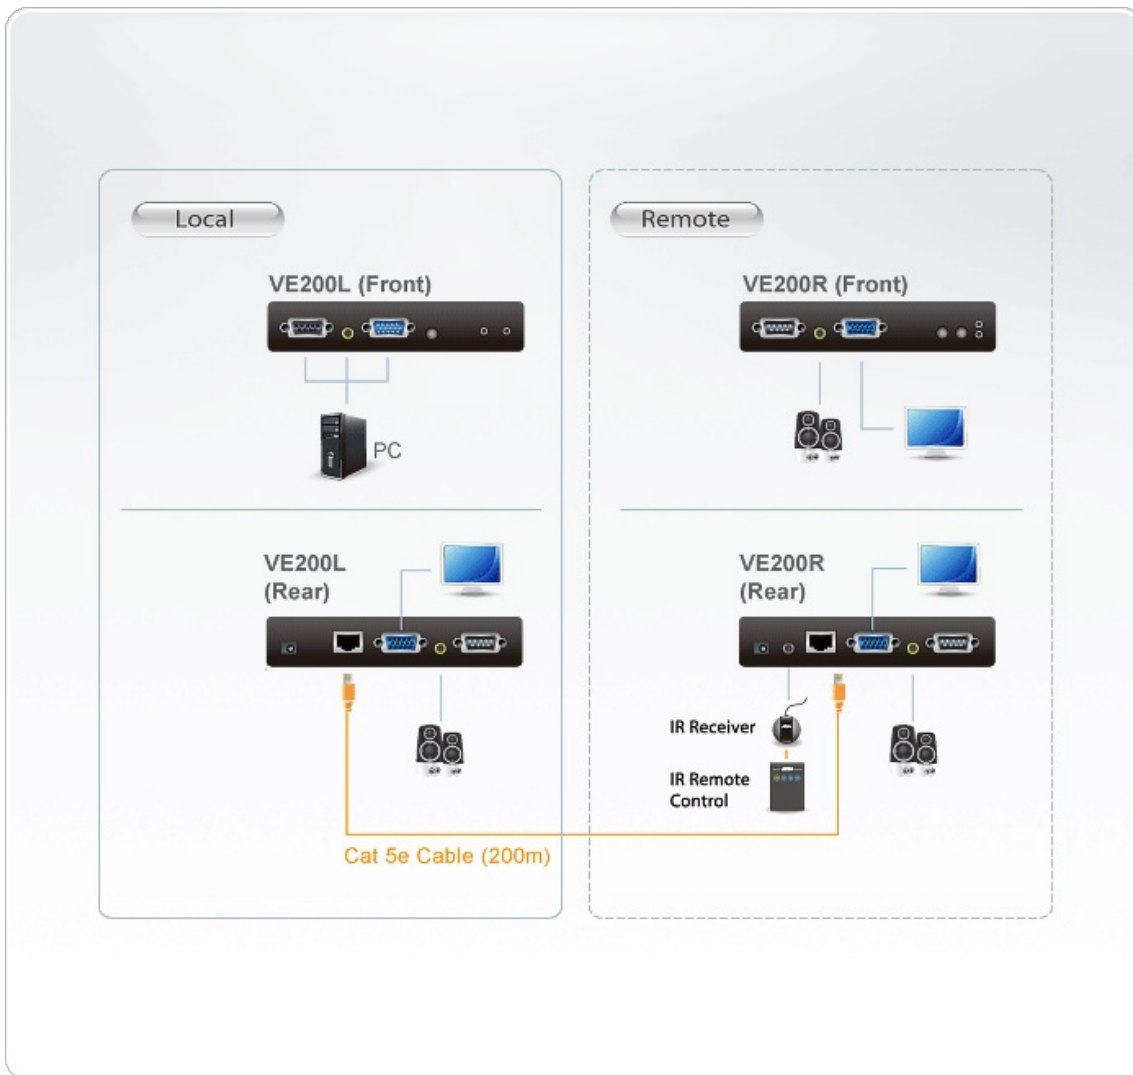 Local
VE200L (Front)
PC
VE200L
(Rear)
Remote
VE200R (Front)
VE200R
(Rear)
IR Receiver
IR Remote
Control
Cat 5e Cable (200m)